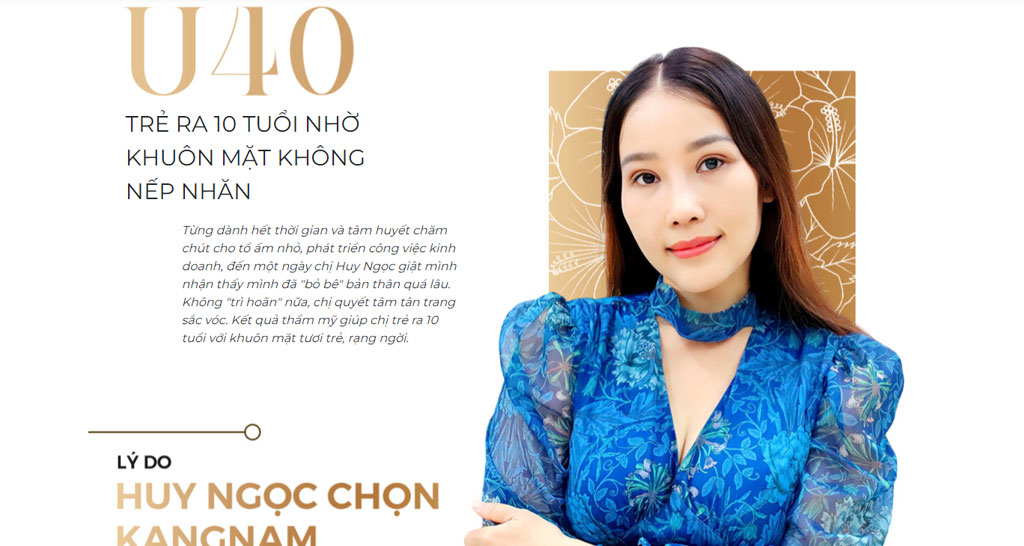 U40
TRẺ RA 10 TUỔI NHỜ
KHUÔN MẶT KHÔNG
NẾP NHĂN
Từng dành hết thời gian và tâm huyết chăm
chút cho tổ ấm nhỏ, phát triển công việc kinh
doanh, đến một ngày chị Huy Ngọc giật mình
nhận thấy mình đã "bỏ bê" bản thân quá lâu.
Không "trì hoãn" nữa, chị quyết tâm tân trang
sắc vóc. Kết quả thẩm mỹ giúp chị trẻ ra 10
tuổi với khuôn mặt tươi trẻ, rạng ngời.
LÝ DO
HUY NGỌC CHỌN
KANGNAM